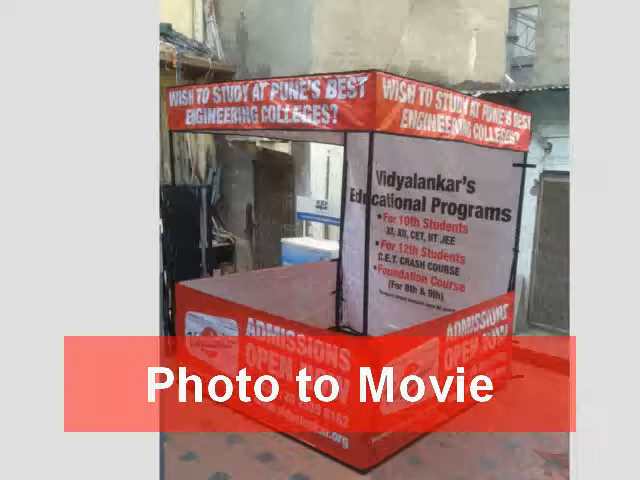 WISH TO STUDY AT PUNE'S BEST
ENGINEERING COLLEGES?
WISH TO STUDY AT PUNE'S BEST
ENGINEERING COLLEGES?
Vidyalankar's
Educational Programs
• For 10th Students
XI, XII, CET, IIT JEE
• For 12th Students
C.E.T. CRASH COURSE
• Foundation Course
(For 8th & 9th)
ADMISSIONS
OPEN NOW
ADMISSIONS
OPEN NOW
Photo to Movie